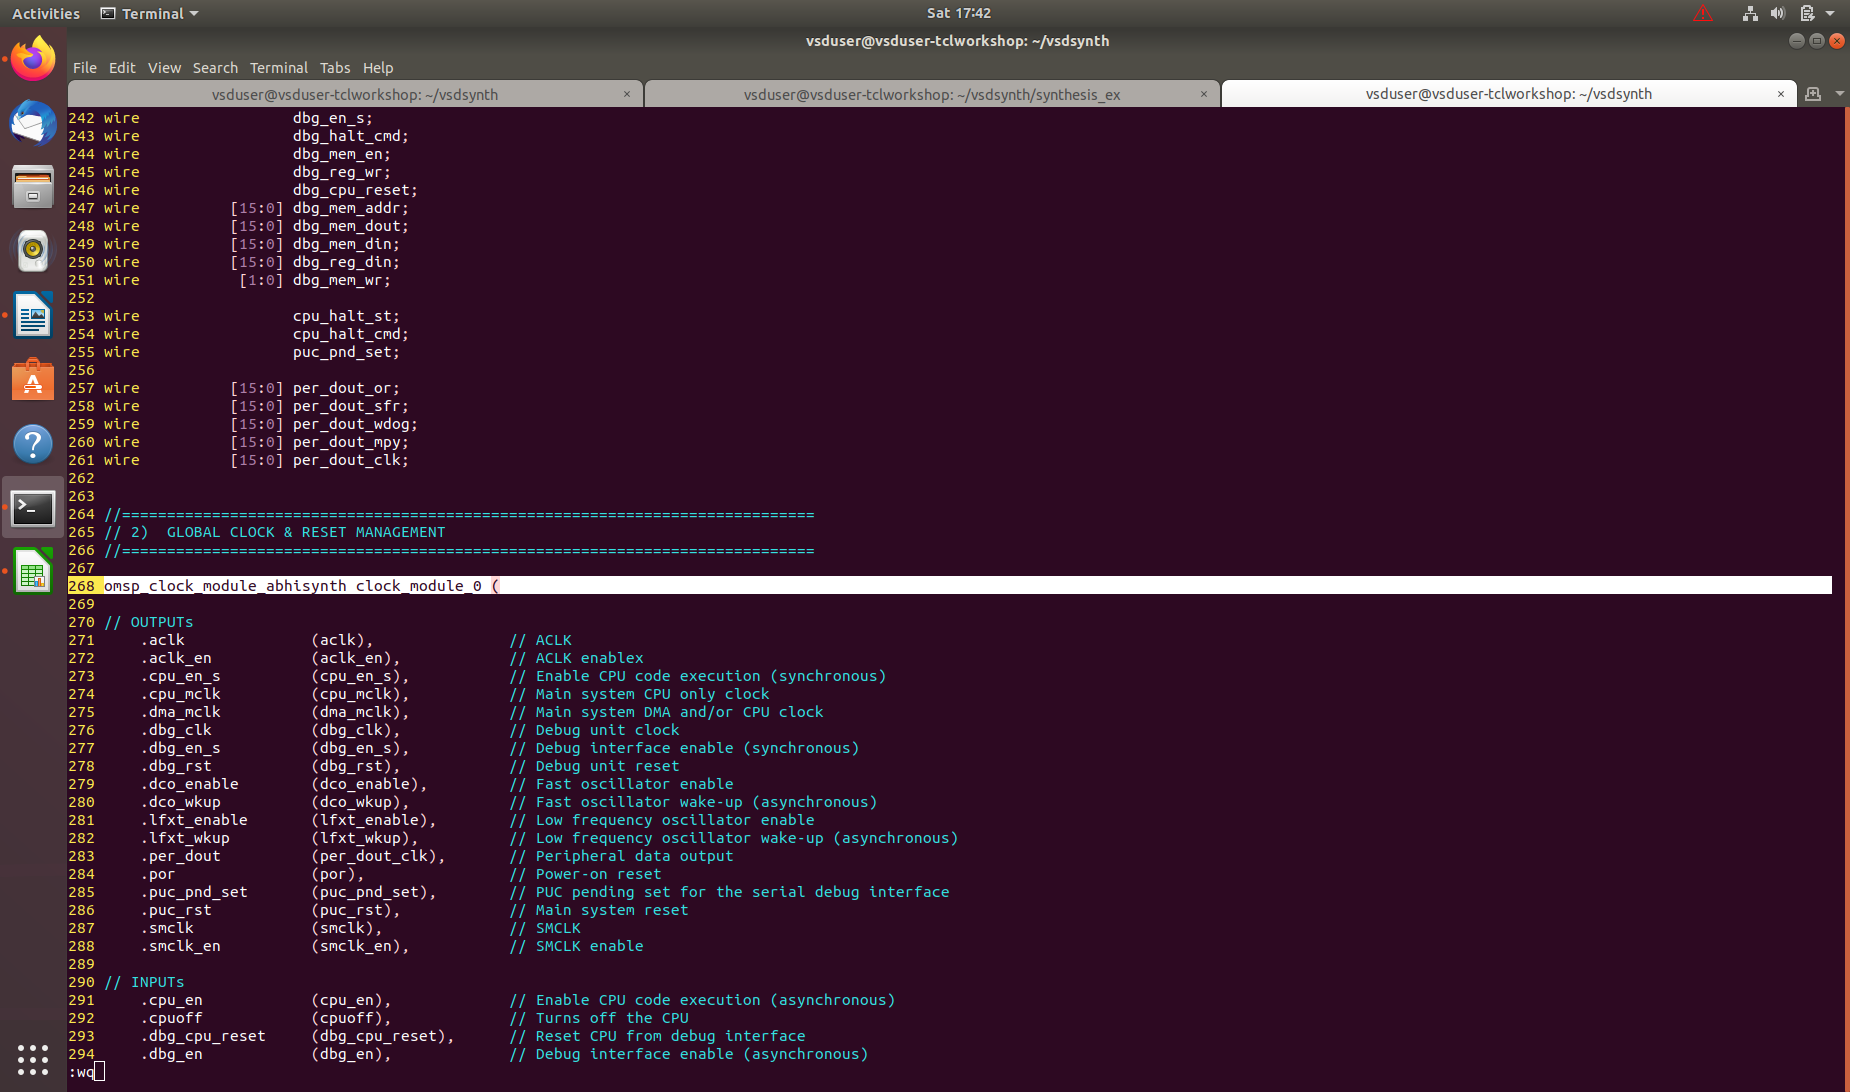 Activities Terminal Sat 17:42
vsduser@vsduser-tclworkshop: ~/vsdsynth
File Edit View Search Terminal Tabs Help
vsduser@vsduser-tclworkshop: ~/vsdsynth × vsduser@vsduser-tclworkshop: ~/vsdsynth/synthesis_ex × vsduser@vsduser-tclworkshop: ~/vsdsynth ×
242 wire                 dbg_en_s;
243 wire                 dbg_halt_cmd;
244 wire                 dbg_mem_en;
245 wire                 dbg_reg_wr;
246 wire                 dbg_cpu_reset;
247 wire          [15:0] dbg_mem_addr;
248 wire          [15:0] dbg_mem_dout;
249 wire          [15:0] dbg_mem_din;
250 wire          [15:0] dbg_reg_din;
251 wire           [1:0] dbg_mem_wr;
252
253 wire                 cpu_halt_st;
254 wire                 cpu_halt_cmd;
255 wire                 puc_pnd_set;
256
257 wire          [15:0] per_dout_or;
258 wire          [15:0] per_dout_sfr;
259 wire          [15:0] per_dout_wdog;
260 wire          [15:0] per_dout_mpy;
261 wire          [15:0] per_dout_clk;
262
263
264 //=============================================================================
265 // 2)  GLOBAL CLOCK & RESET MANAGEMENT
266 //=============================================================================
267
268 omsp_clock_module_abhisynth clock_module_0 (
269
270 // OUTPUTs
271     .aclk              (aclk),               // ACLK
272     .aclk_en           (aclk_en),            // ACLK enablex
273     .cpu_en_s          (cpu_en_s),           // Enable CPU code execution (synchronous)
274     .cpu_mclk          (cpu_mclk),           // Main system CPU only clock
275     .dma_mclk          (dma_mclk),           // Main system DMA and/or CPU clock
276     .dbg_clk           (dbg_clk),            // Debug unit clock
277     .dbg_en_s          (dbg_en_s),           // Debug interface enable (synchronous)
278     .dbg_rst           (dbg_rst),            // Debug unit reset
279     .dco_enable        (dco_enable),         // Fast oscillator enable
280     .dco_wkup          (dco_wkup),           // Fast oscillator wake-up (asynchronous)
281     .lfxt_enable       (lfxt_enable),        // Low frequency oscillator enable
282     .lfxt_wkup         (lfxt_wkup),          // Low frequency oscillator wake-up (asynchronous)
283     .per_dout          (per_dout_clk),       // Peripheral data output
284     .por               (por),                // Power-on reset
285     .puc_pnd_set       (puc_pnd_set),        // PUC pending set for the serial debug interface
286     .puc_rst           (puc_rst),            // Main system reset
287     .smclk             (smclk),              // SMCLK
288     .smclk_en          (smclk_en),           // SMCLK enable
289
290 // INPUTs
291     .cpu_en            (cpu_en),             // Enable CPU code execution (asynchronous)
292     .cpuoff            (cpuoff),             // Turns off the CPU
293     .dbg_cpu_reset     (dbg_cpu_reset),      // Reset CPU from debug interface
294     .dbg_en            (dbg_en),             // Debug interface enable (asynchronous)
:wq